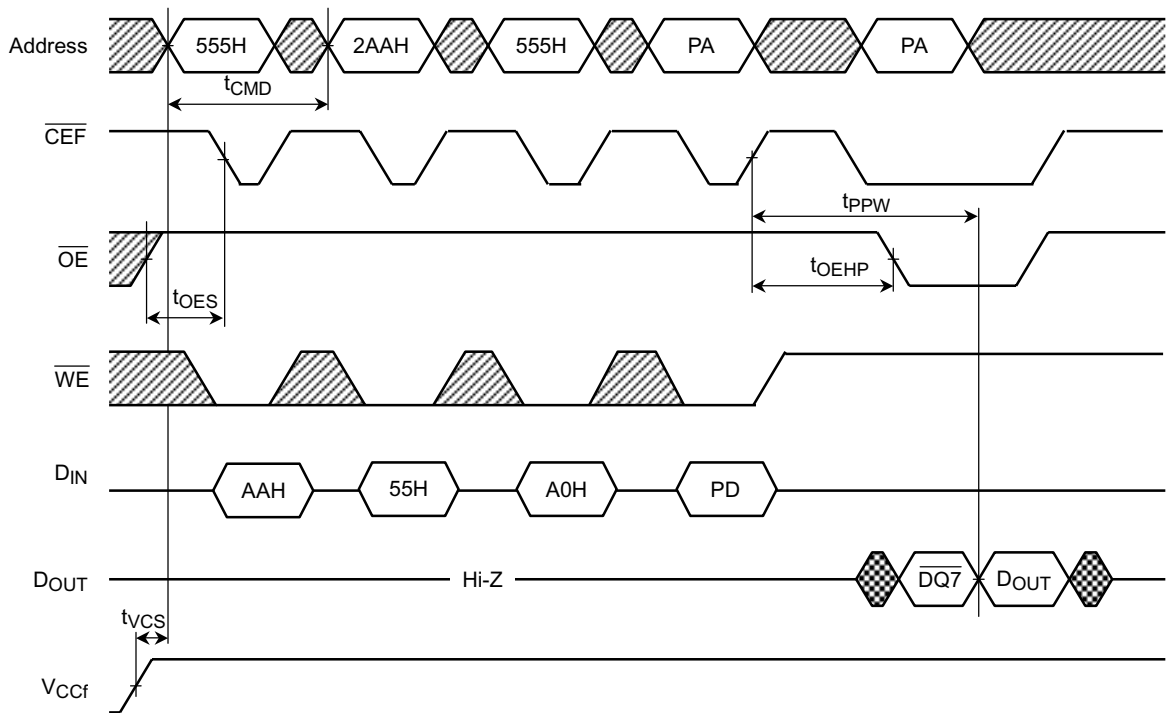 Address 555H 2AAH 555H PA PA
tCMD
CEF
tPPW
OE
tOEHP
tOES
WE
DIN AAH 55H A0H PD
DOUT Hi-Z DQ7 DOUT
tVCS
VCCf